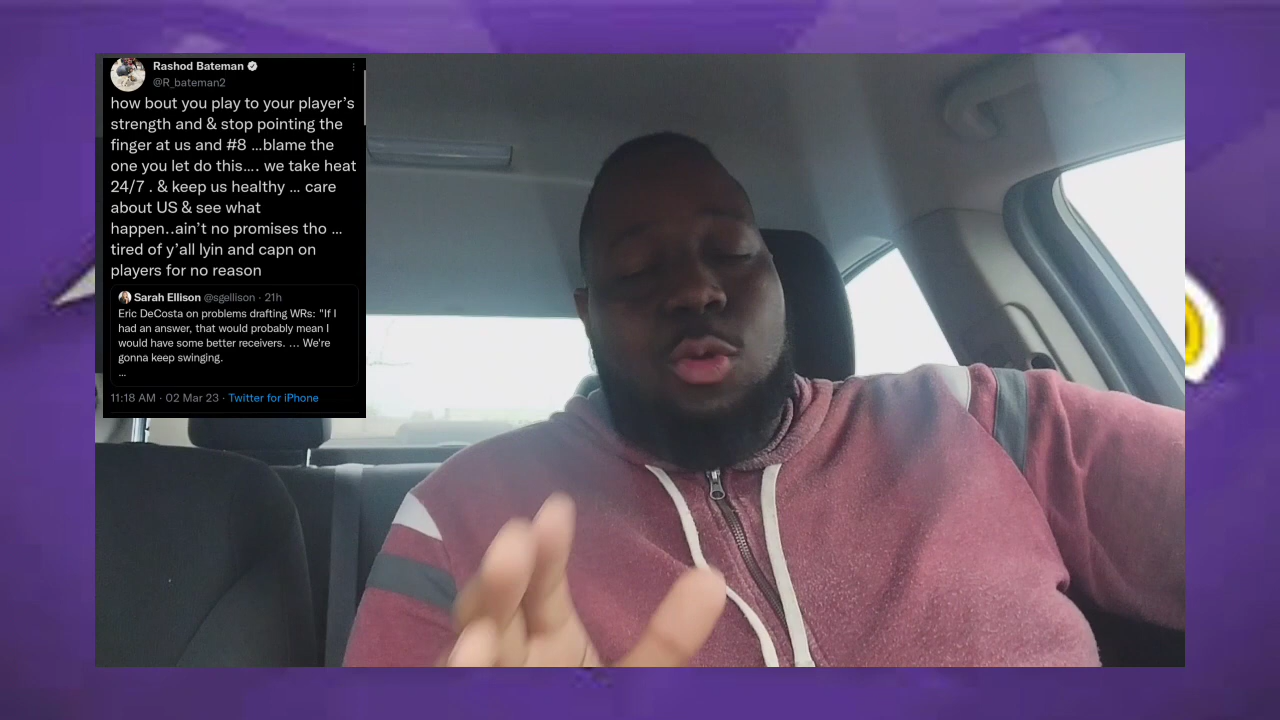 Rashod Bateman
@R_bateman2
how bout you play to your player's
strength and & stop pointing the
finger at us and #8 ...blame the
one you let do this.... we take heat
24/7 . & keep us healthy ... care
about US & see what
happen..ain't no promises tho ...
tired of y'all lyin and capn on
players for no reason
Sarah Ellison @sgellison · 21h
Eric DeCosta on problems drafting WRs: "If I
had an answer, that would probably mean I
would have some better receivers. ... We're
gonna keep swinging.
...
11:18 AM · 02 Mar 23 · Twitter for iPhone